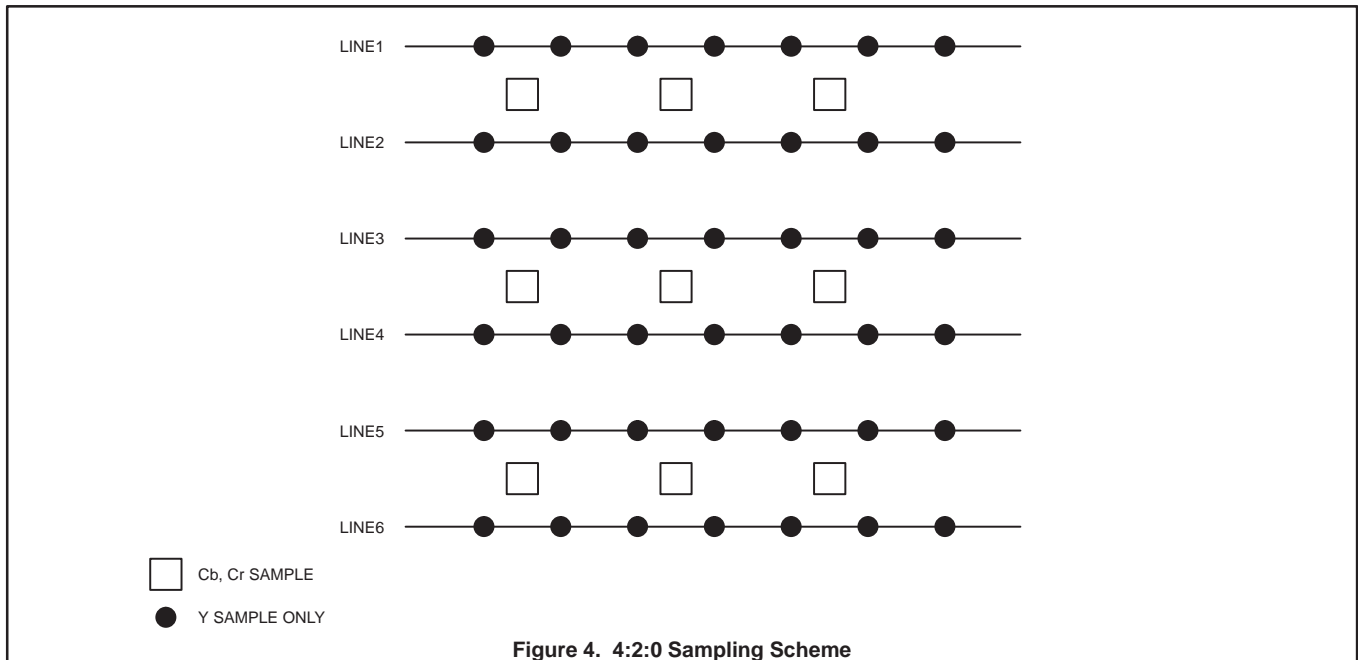 LINE1
LINE2
LINE3
LINE4
LINE5
LINE6
Cb, Cr SAMPLE
Y SAMPLE ONLY
Figure 4. 4:2:0 Sampling Scheme